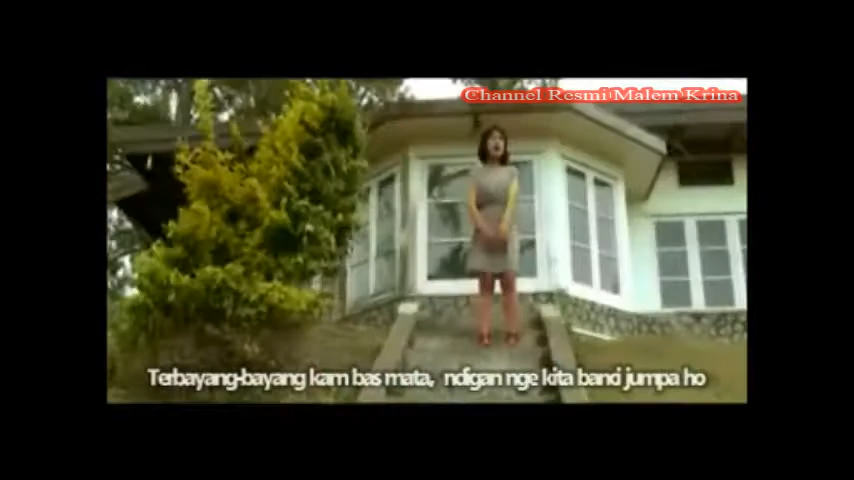 Channel Resmi Malem Krina
Terbayang-bayang kam bas mata, ndigan nge kita banci jumpa ho